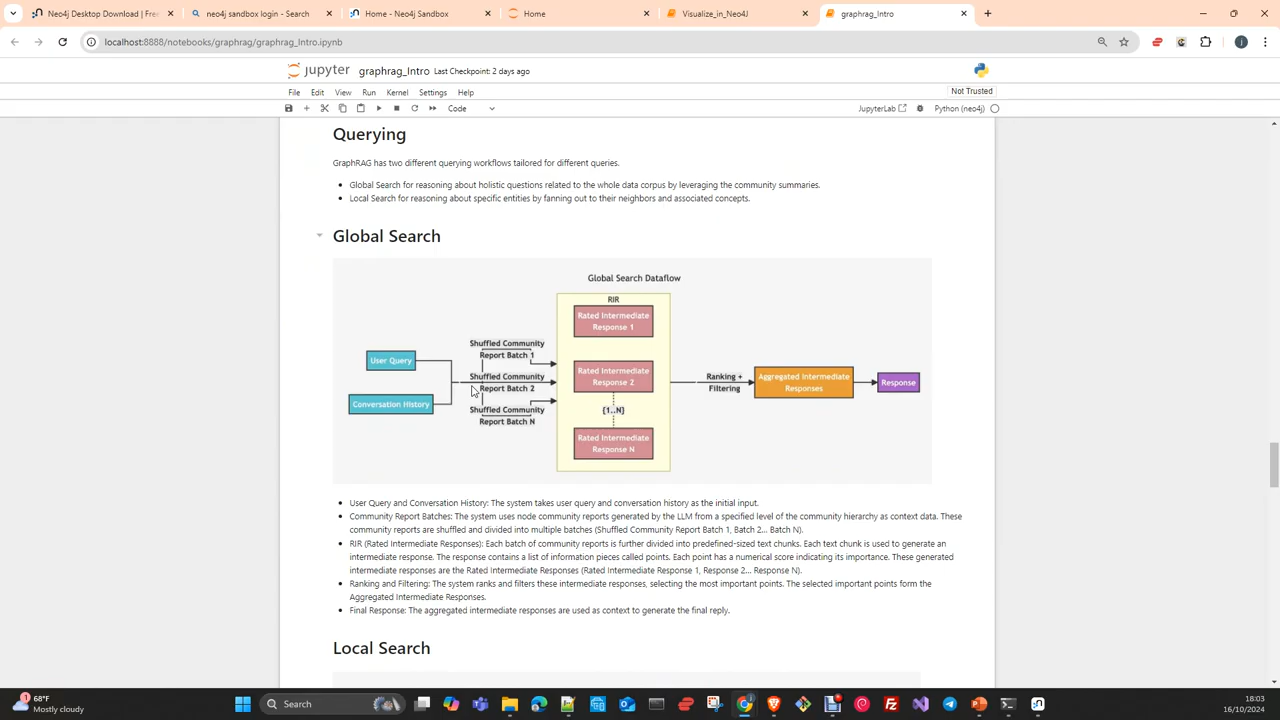 Neo4j Desktop Download | Free
neo4j sandbox login - Search
Home - Neo4j Sandbox
Home
Visualize_in_Neo4J
graphrag_Intro
localhost:8888/notebooks/graphrag/graphrag_Intro.ipynb
jupyter graphrag_Intro Last Checkpoint: 2 days ago
File Edit View Run Kernel Settings Help
Not Trusted
Code
JupyterLab
Python (neo4j)
Querying
GraphRAG has two different querying workflows tailored for different queries.
Global Search for reasoning about holistic questions related to the whole data corpus by leveraging the community summaries.
Local Search for reasoning about specific entities by fanning out to their neighbors and associated concepts.
Global Search
Global Search Dataflow
User Query
Conversation History
Shuffled Community
Report Batch 1
Shuffled Community
Report Batch 2
Shuffled Community
Report Batch N
RIR
Rated Intermediate
Response 1
Rated Intermediate
Response 2
{1..N}
Rated Intermediate
Response N
Ranking +
Filtering
Aggregated Intermediate
Responses
Response
User Query and Conversation History: The system takes user query and conversation history as the initial input.
Community Report Batches: The system uses node community reports generated by the LLM from a specified level of the community hierarchy as context data. These
community reports are shuffled and divided into multiple batches (Shuffled Community Report Batch 1, Batch 2... Batch N).
RIR (Rated Intermediate Responses): Each batch of community reports is further divided into predefined-sized text chunks. Each text chunk is used to generate an
intermediate response. The response contains a list of information pieces called points. Each point has a numerical score indicating its importance. These generated
intermediate responses are the Rated Intermediate Responses (Rated Intermediate Response 1, Response 2... Response N).
Ranking and Filtering: The system ranks and filters these intermediate responses, selecting the most important points. The selected important points form the
Aggregated Intermediate Responses.
Final Response: The aggregated intermediate responses are used as context to generate the final reply.
Local Search
68°F
Mostly cloudy
Search
18:03
16/10/2024